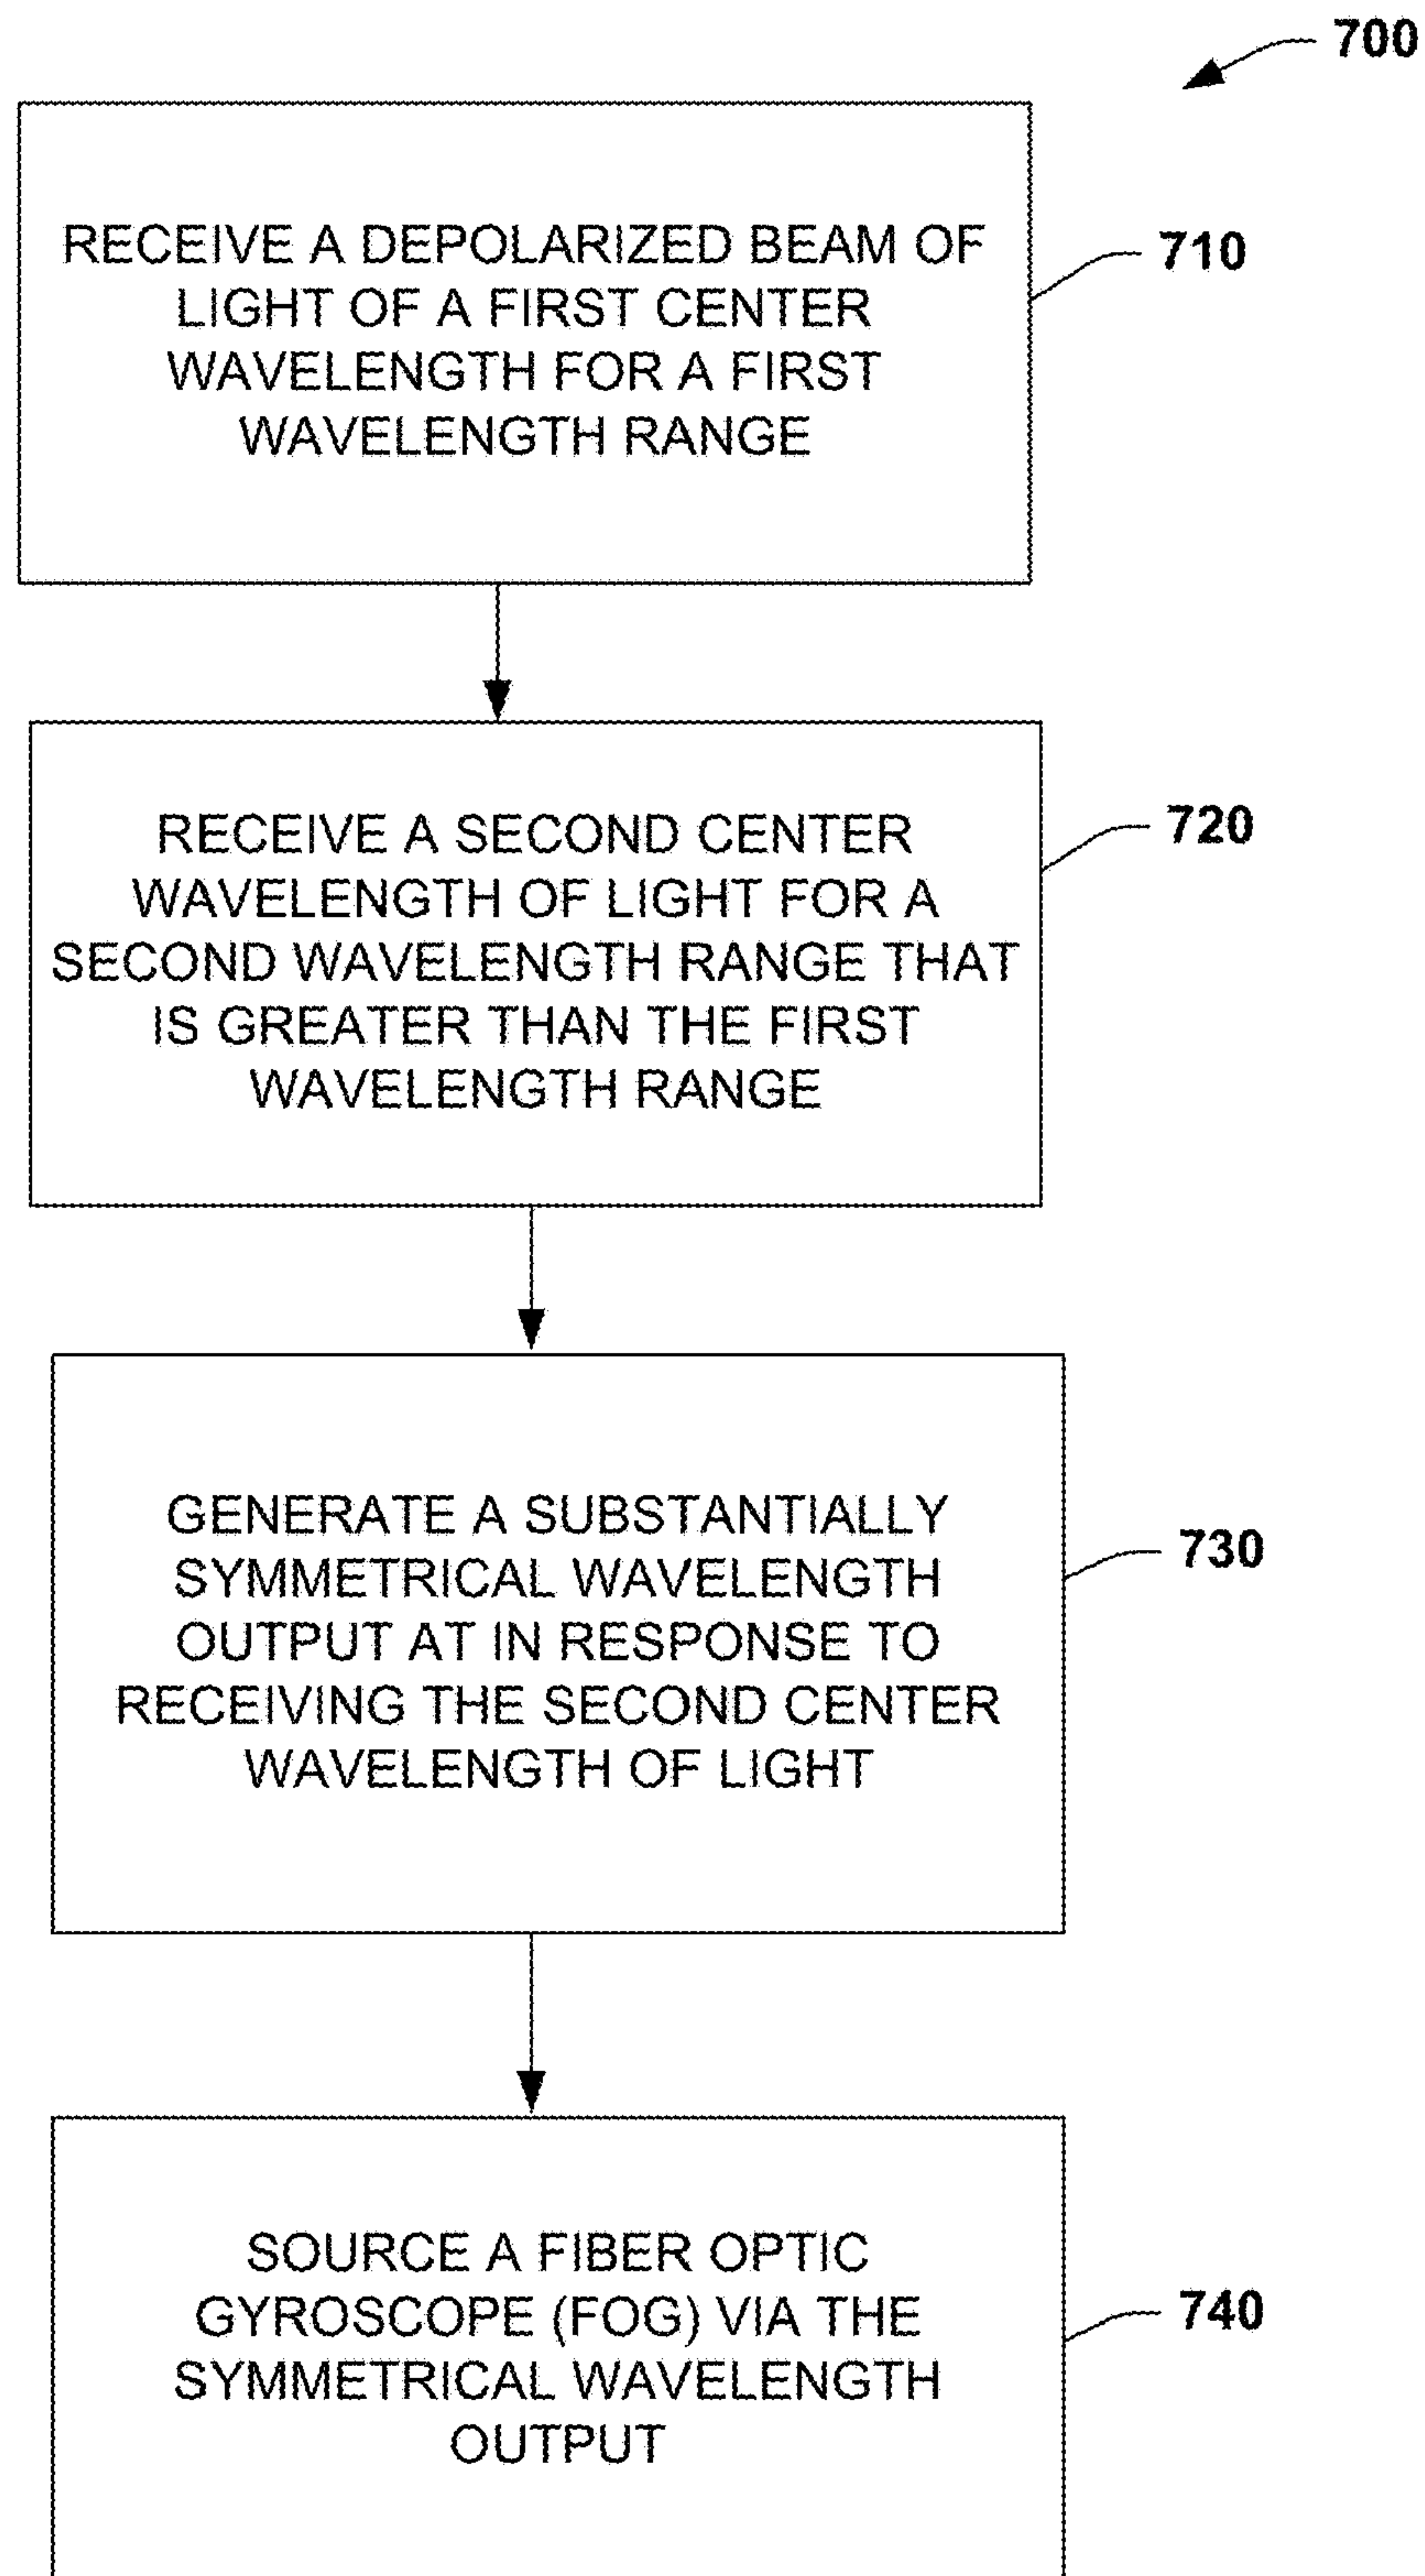 700
RECEIVE A DEPOLARIZED BEAM OF
LIGHT OF A FIRST CENTER
WAVELENGTH FOR A FIRST
WAVELENGTH RANGE
710
RECEIVE A SECOND CENTER
WAVELENGTH OF LIGHT FOR A
SECOND WAVELENGTH RANGE THAT
IS GREATER THAN THE FIRST
WAVELENGTH RANGE
720
GENERATE A SUBSTANTIALLY
SYMMETRICAL WAVELENGTH
OUTPUT AT IN RESPONSE TO
RECEIVING THE SECOND CENTER
WAVELENGTH OF LIGHT
730
SOURCE A FIBER OPTIC
GYROSCOPE (FOG) VIA THE
SYMMETRICAL WAVELENGTH
OUTPUT
740